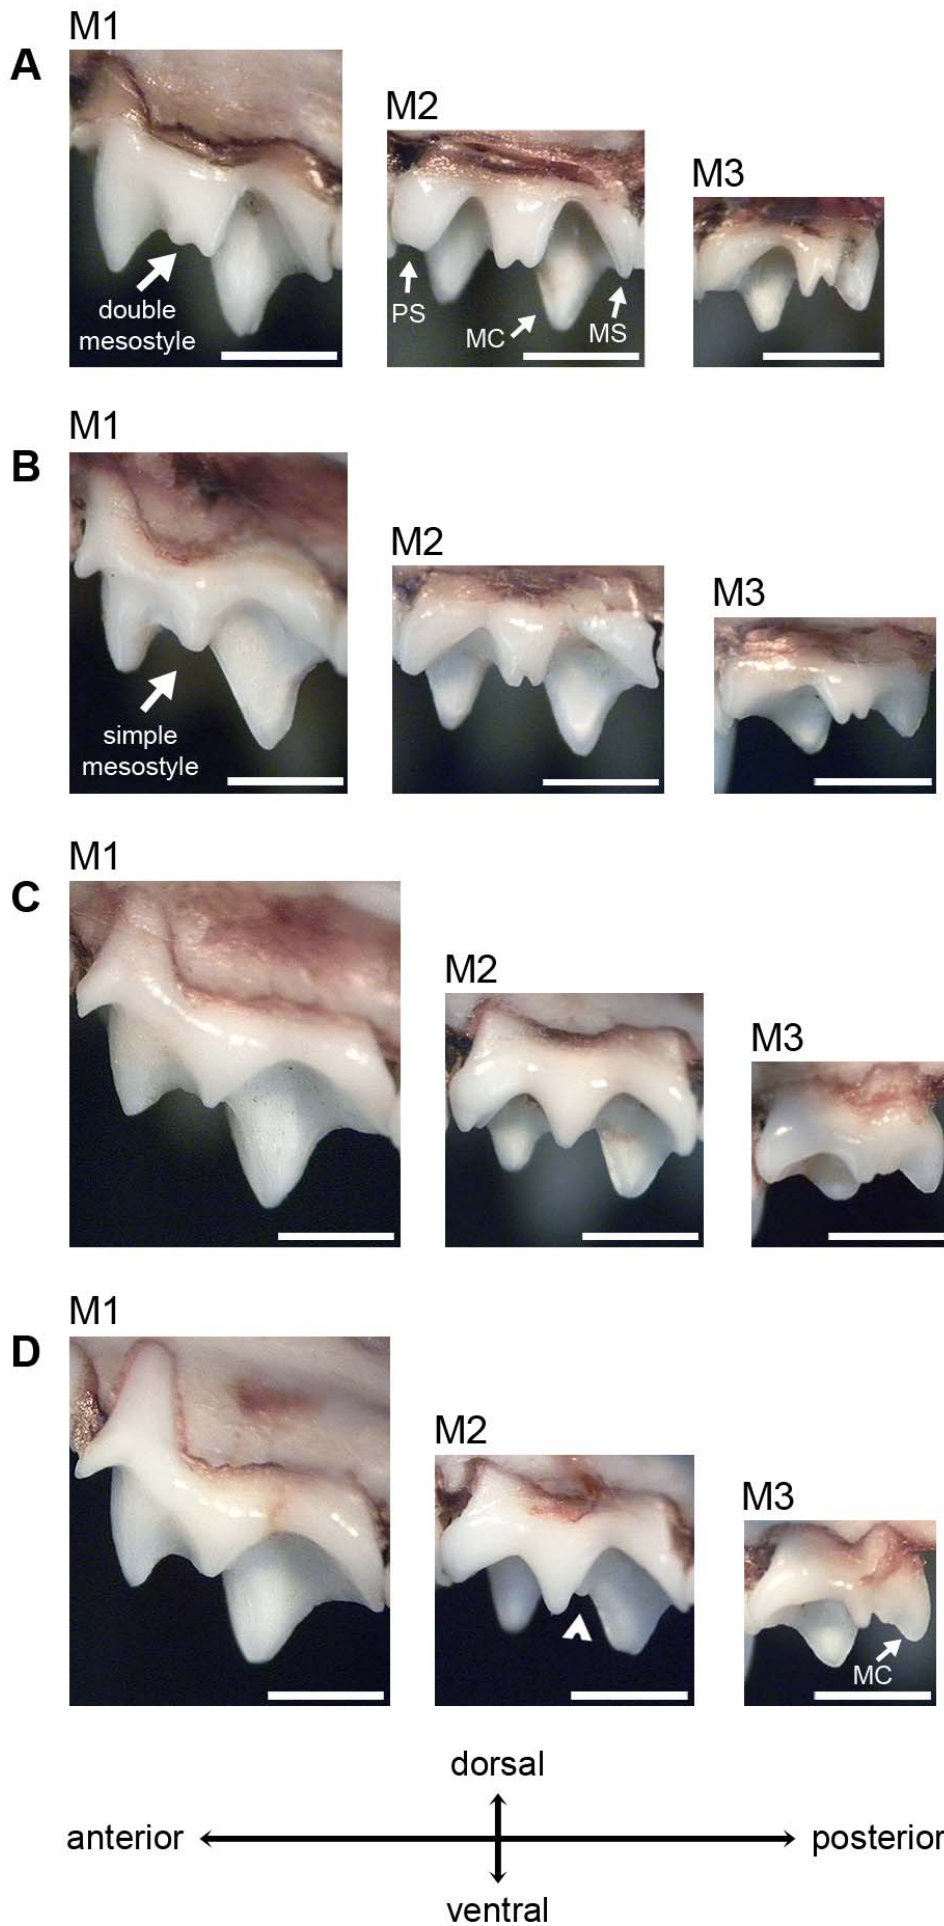 M1
A
M2
M3
double
mesostyle
PS
MC
MS
M1
B
M2
M3
simple
mesostyle
M1
C
M2
M3
M1
D
M2
M3
MC
dorsal
anterior
posterior
ventral